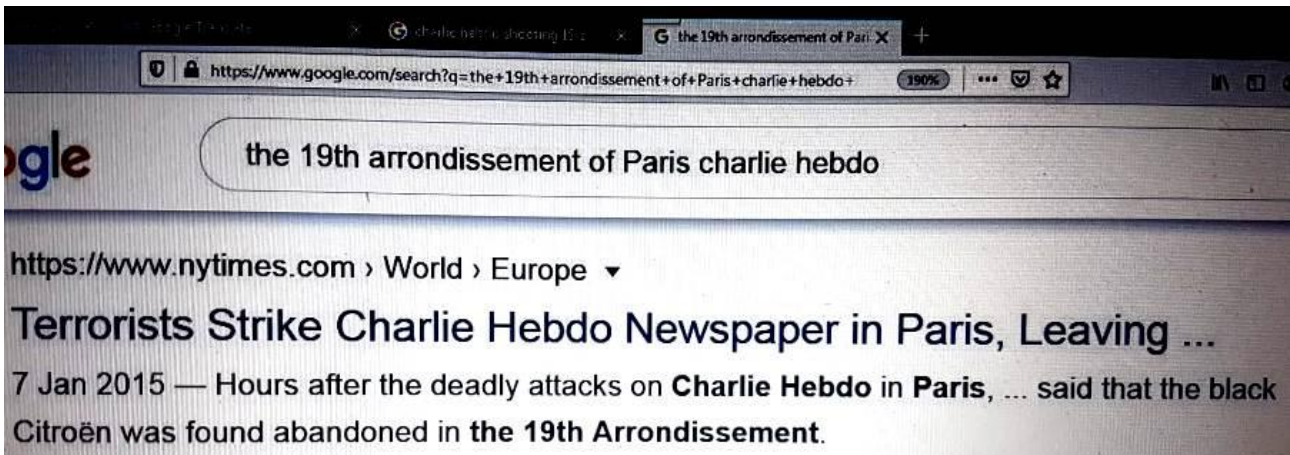 the 19th arrondissement of Pari
https://www.google.com/search?q=the+19th+arrondissement+of+Paris+charlie+hebdo+ 190%
ogle the 19th arrondissement of Paris charlie hebdo
https://www.nytimes.com › World › Europe
Terrorists Strike Charlie Hebdo Newspaper in Paris, Leaving ...
7 Jan 2015 — Hours after the deadly attacks on Charlie Hebdo in Paris, ... said that the black
Citroën was found abandoned in the 19th Arrondissement.